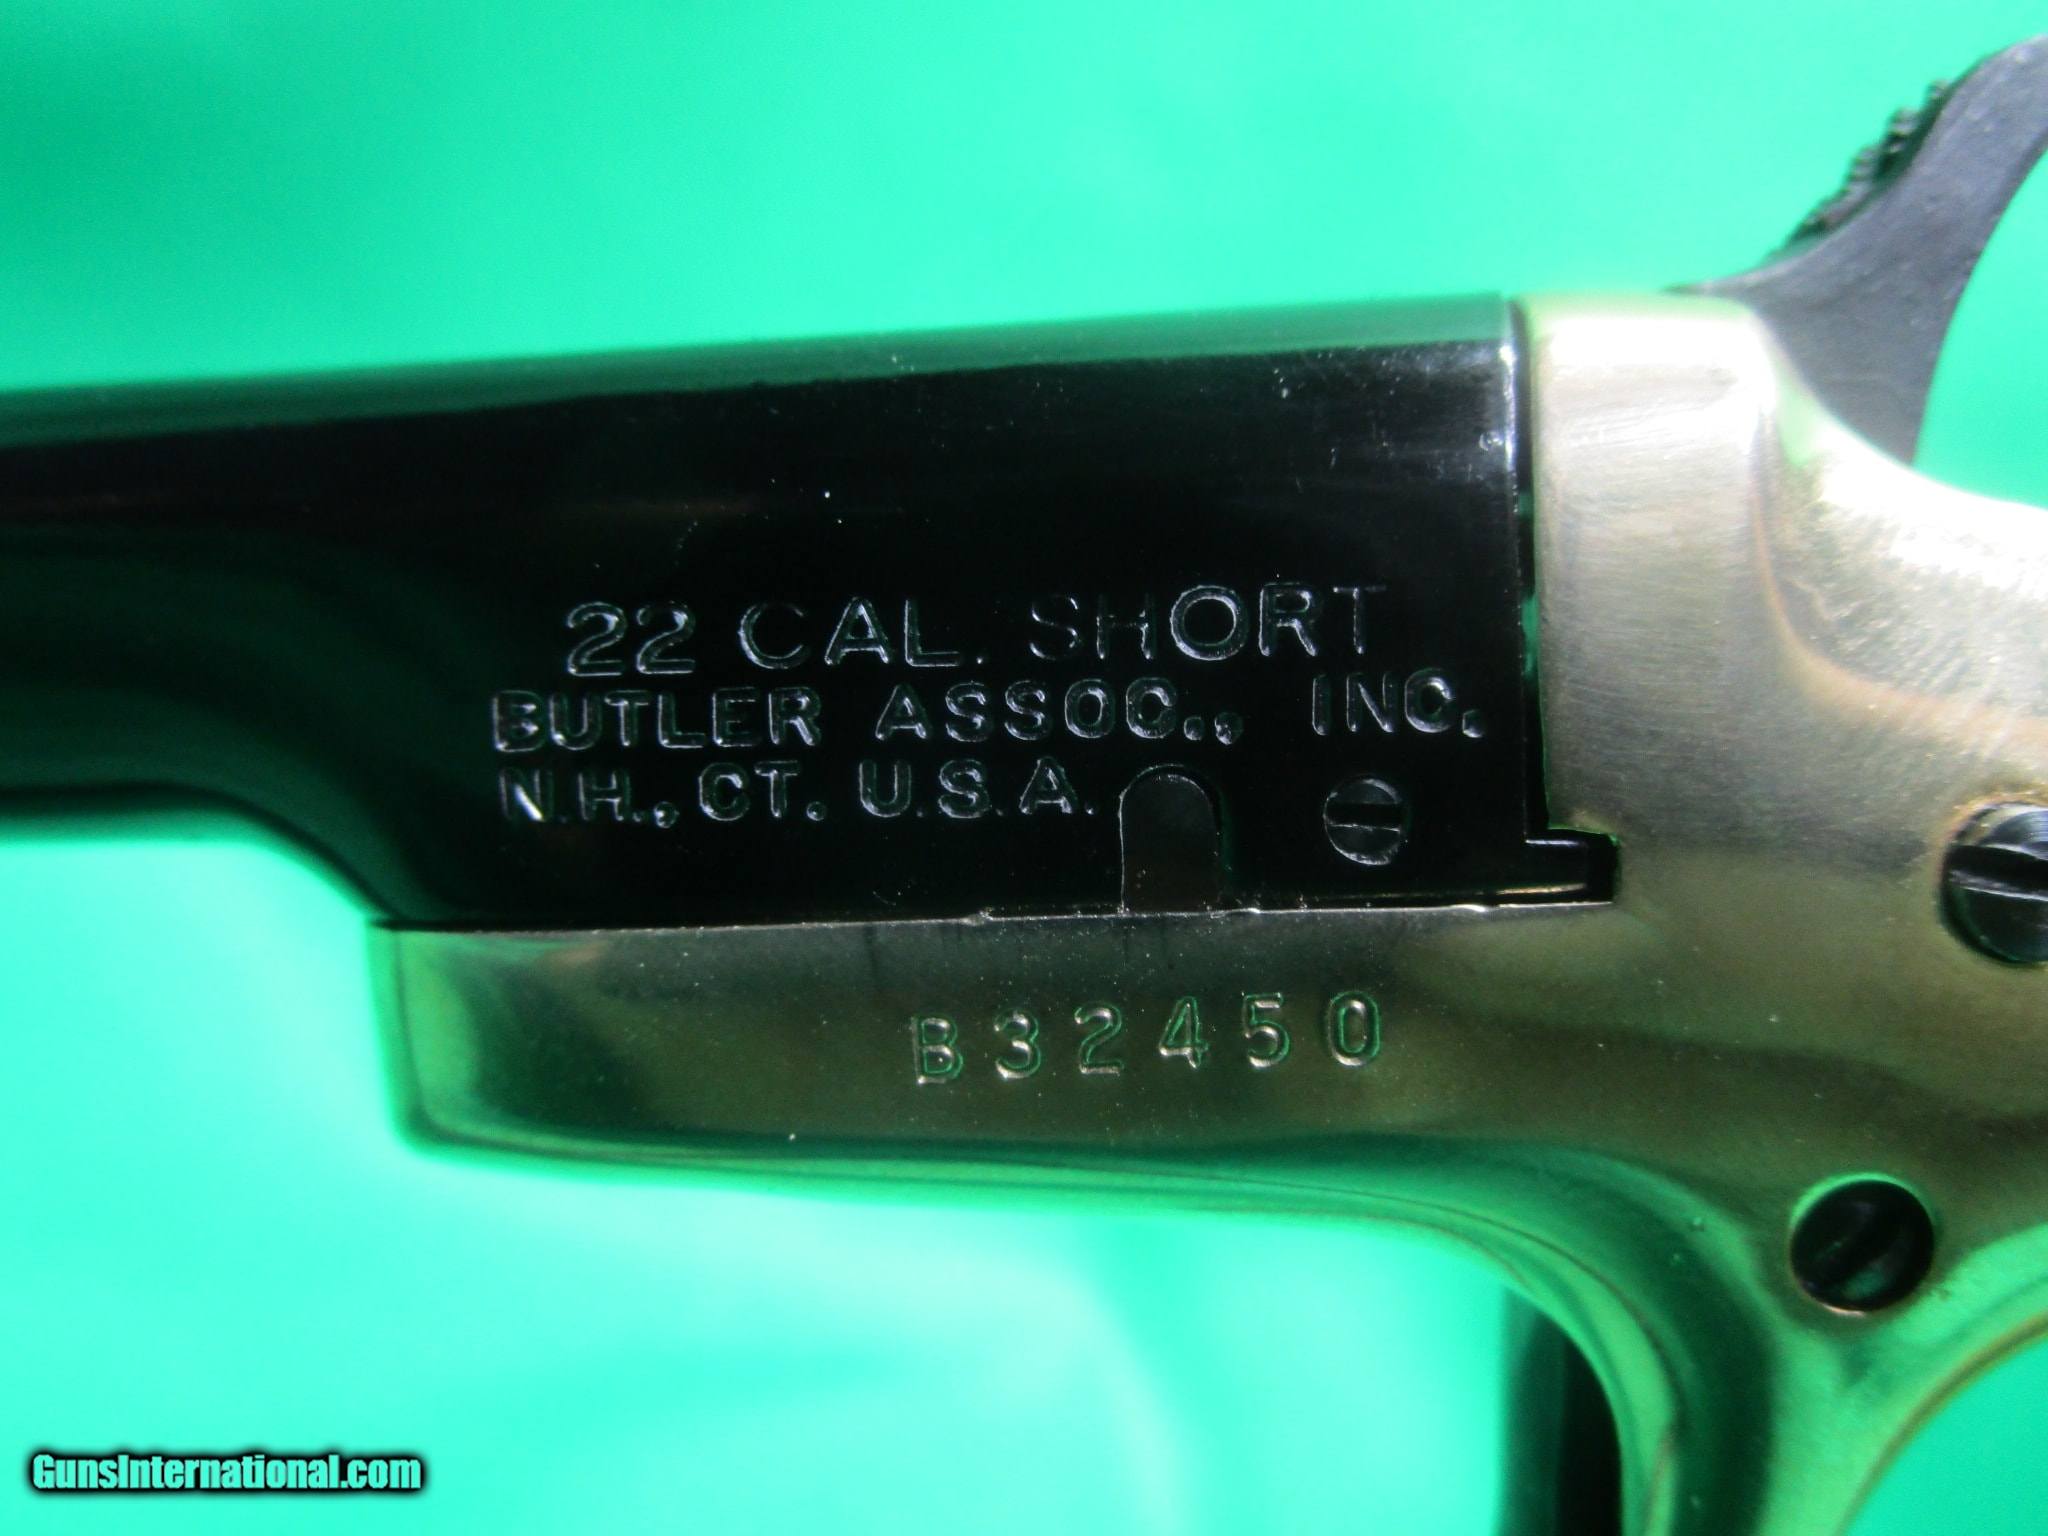 22 CAL. SHORT
BUTLER ASSOC., INC.
N.H., CT. U.S.A.
B32450
GunsInternational.com